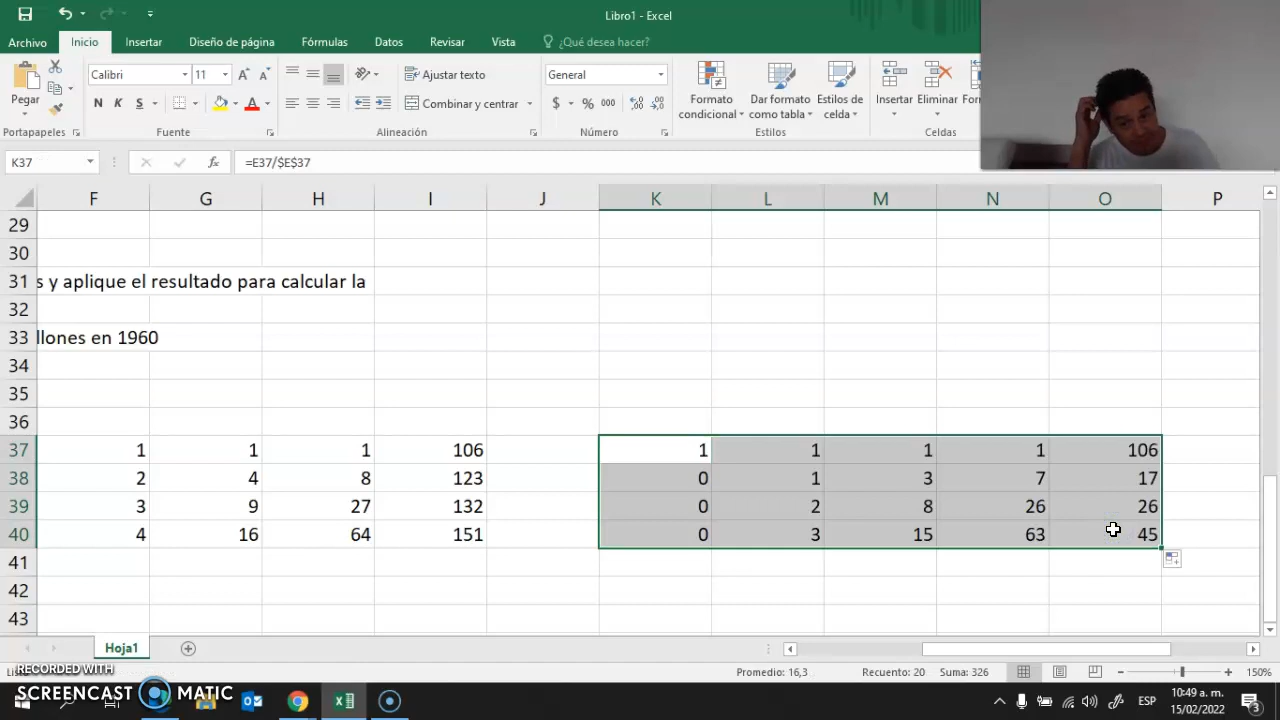 Libro1 - Excel
Archivo Inicio Insertar Diseño de página Fórmulas Datos Revisar Vista ¿Qué desea hacer?
Calibri 11 Ajustar texto General
Pegar N K S Combinar y centrar $ % 000 Formato condicional Dar formato como tabla Estilos de celda Insertar Eliminar
Portapapeles Fuente Alineación Número Estilos Celdas
K37 fx =E37/$E$37
F G H I J K L M N O P
29
30
31 s y aplique el resultado para calcular la
32
33 llones en 1960
34
35
36
37 1 1 1 106 1 1 1 1 106
38 2 4 8 123 0 1 3 7 17
39 3 9 27 132 0 2 8 26 26
40 4 16 64 151 0 3 15 63 45
41
42
43
Hoja1
Promedio: 16,3 Recuento: 20 Suma: 326 150%
RECORDED WITH
SCREENCAST MATIC
ESP 10:49 a. m.
15/02/2022 3